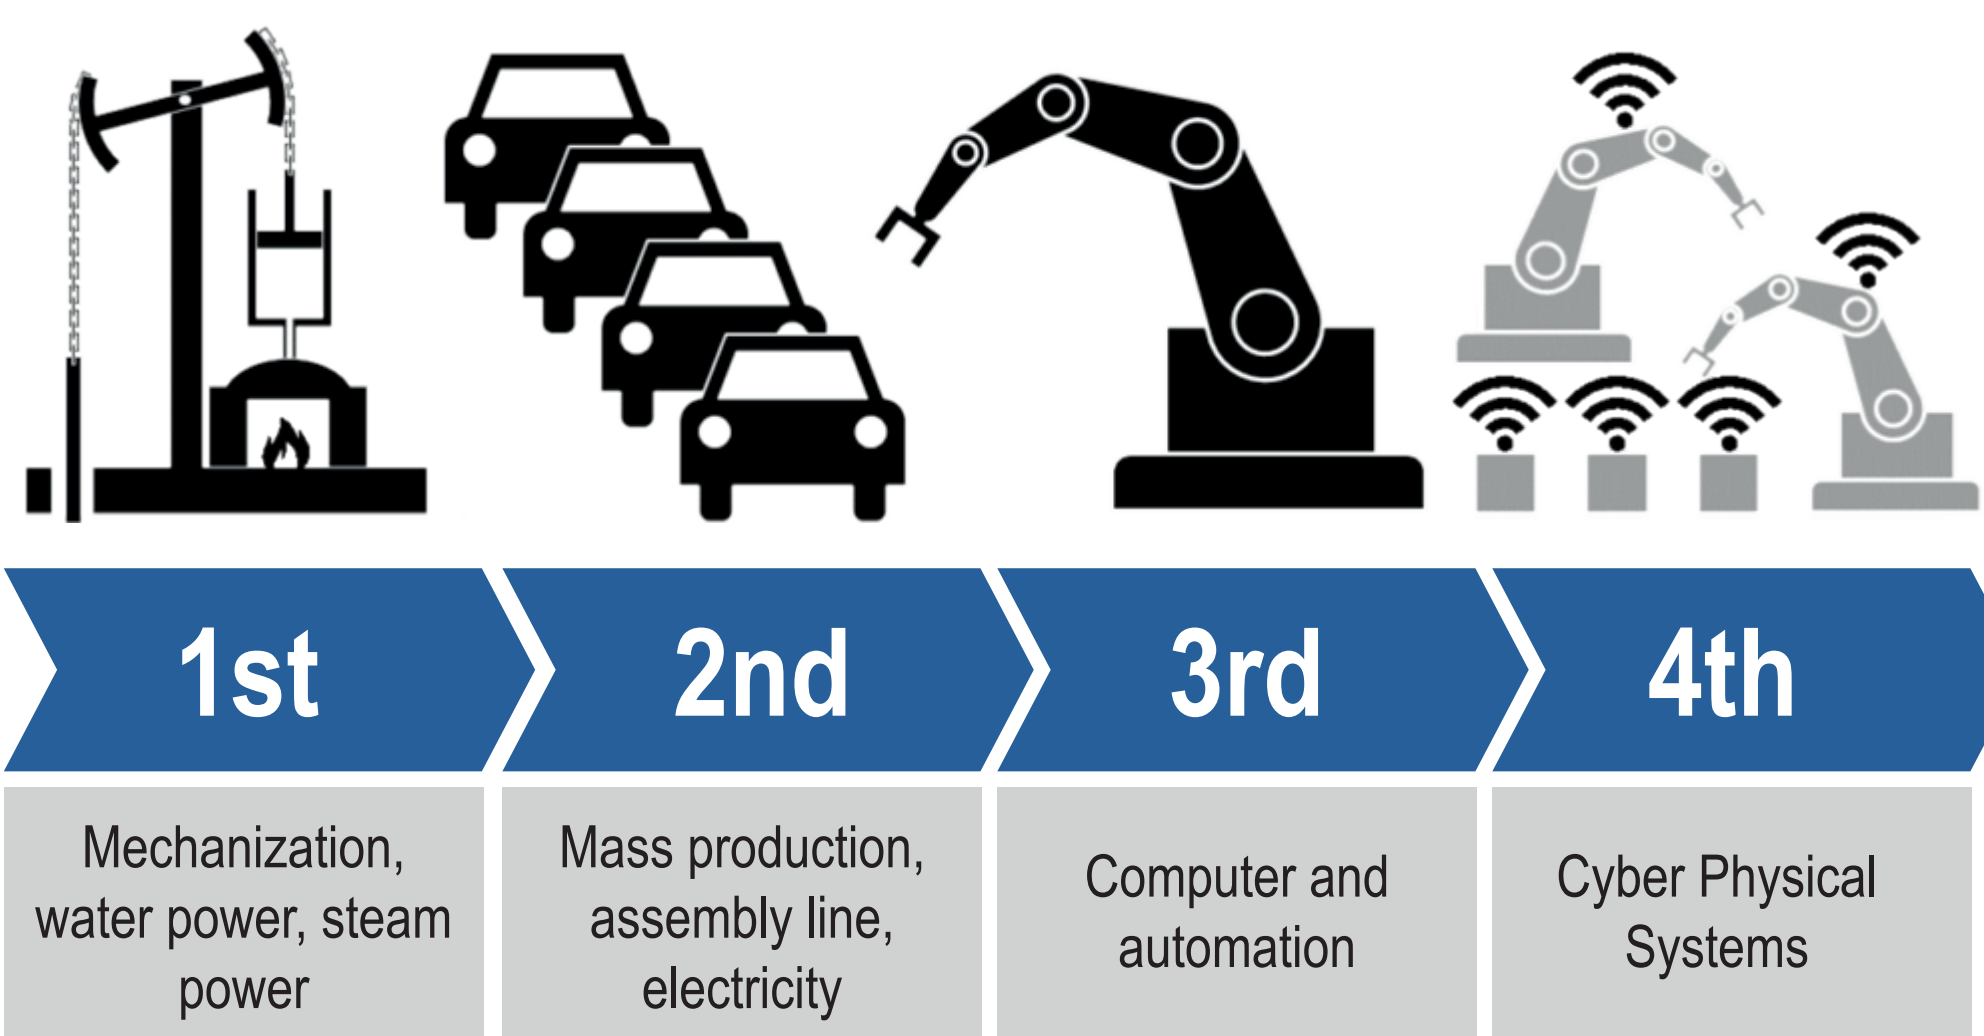 1st
2nd
3rd
4th
Mechanization,
water power, steam
power
Mass production,
assembly line,
electricity
Computer and
automation
Cyber Physical
Systems